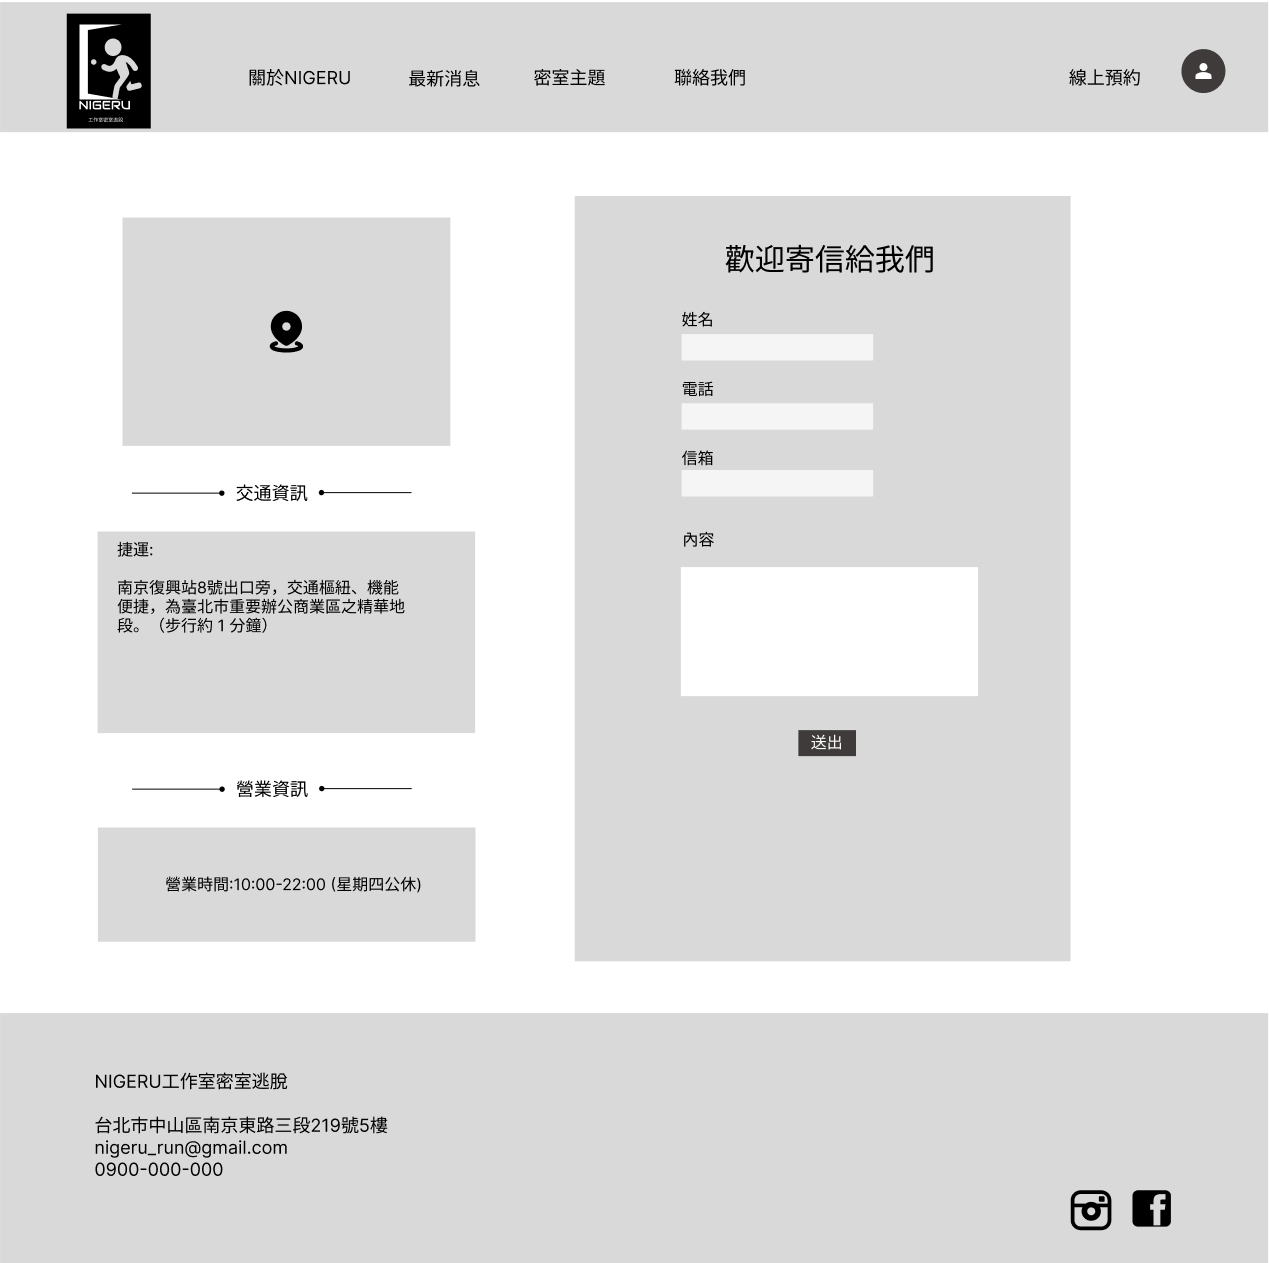 NIGERU
工作室密室逃脫
關於NIGERU
最新消息
密室主題
聯絡我們
線上預約
交通資訊
捷運:
南京復興站8號出口旁，交通樞紐、機能
便捷，為臺北市重要辦公商業區之精華地
段。（步行約 1 分鐘）
營業資訊
營業時間:10:00-22:00 (星期四公休)
歡迎寄信給我們
姓名
電話
信箱
內容
送出
NIGERU工作室密室逃脫
台北市中山區南京東路三段219號5樓
nigeru_run@gmail.com
0900-000-000